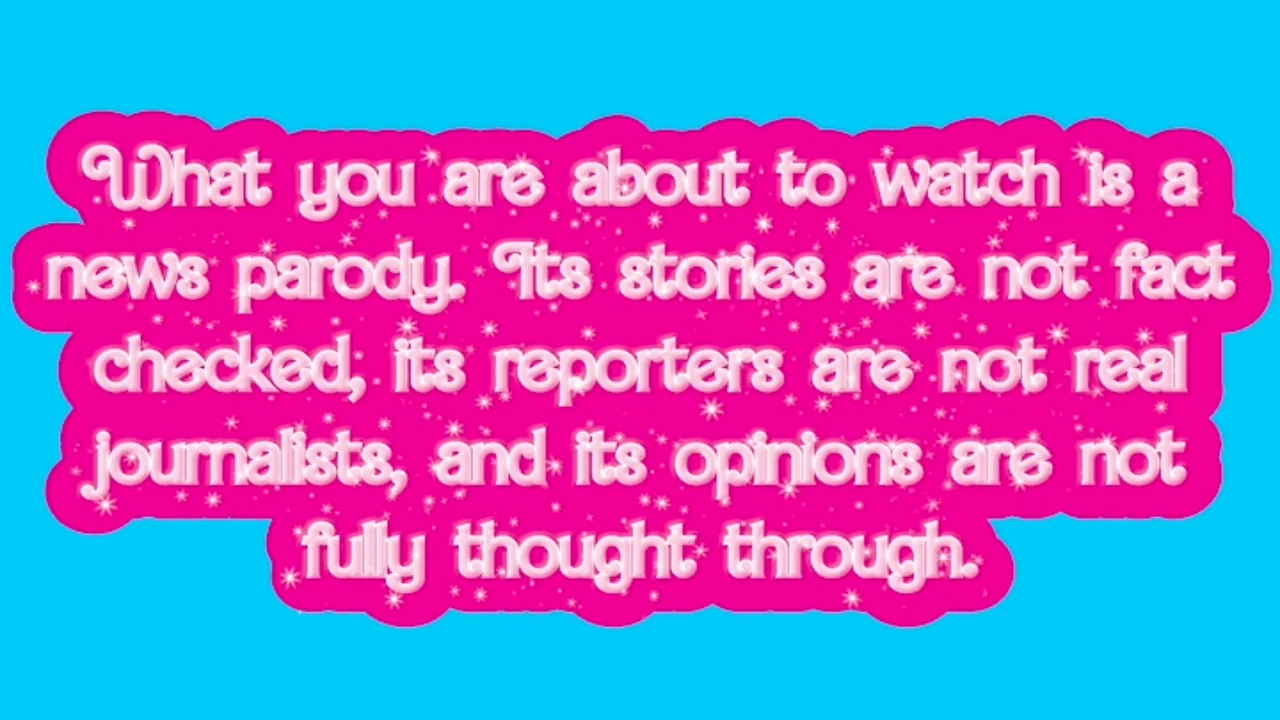 What you are about to watch is a
news parody. Its stories are not fact
checked, its reporters are not real
journalists, and its opinions are not
fully thought through.